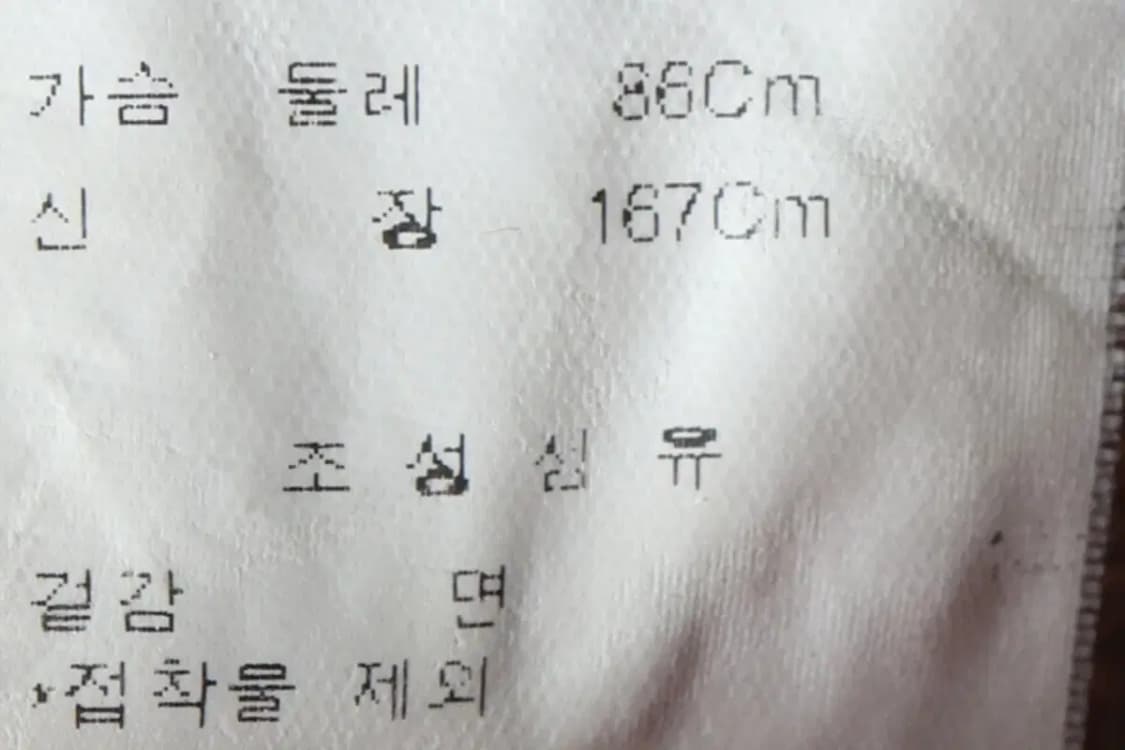 가슴 둘레 86Cm
신 장 167Cm
조 성 섬 유
겉감 면
*접착물 제외